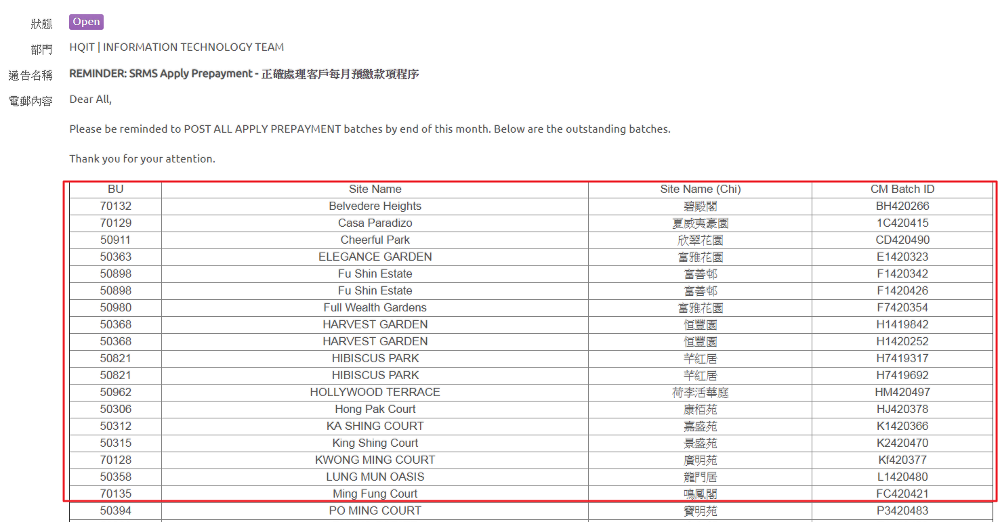 狀態 Open
部門 HQIT | INFORMATION TECHNOLOGY TEAM
通告名稱 REMINDER: SRMS Apply Prepayment - 正確處理客戶每月預繳款項程序
電郵內容 Dear All,
Please be reminded to POST ALL APPLY PREPAYMENT batches by end of this month. Below are the outstanding batches.
Thank you for your attention.
BU Site Name Site Name (Chi) CM Batch ID
70132 Belvedere Heights 碧殿閣 BH420266
70129 Casa Paradizo 夏威夷豪園 1C420415
50911 Cheerful Park 欣翠花園 CD420490
50363 ELEGANCE GARDEN 富雅花園 E1420323
50898 Fu Shin Estate 富善邨 F1420342
50898 Fu Shin Estate 富善邨 F1420426
50980 Full Wealth Gardens 富雅花園 F7420354
50368 HARVEST GARDEN 恒豐園 H1419842
50368 HARVEST GARDEN 恒豐園 H1420252
50821 HIBISCUS PARK 芊紅居 H7419317
50821 HIBISCUS PARK 芊紅居 H7419692
50962 HOLLYWOOD TERRACE 荷李活華庭 HM420497
50306 Hong Pak Court 康栢苑 HJ420378
50312 KA SHING COURT 嘉盛苑 K1420366
50315 King Shing Court 景盛苑 K2420470
70128 KWONG MING COURT 廣明苑 Kf420377
50358 LUNG MUN OASIS 龍門居 L1420480
70135 Ming Fung Court 鳴鳳閣 FC420421
50394 PO MING COURT 寶明苑 P3420483